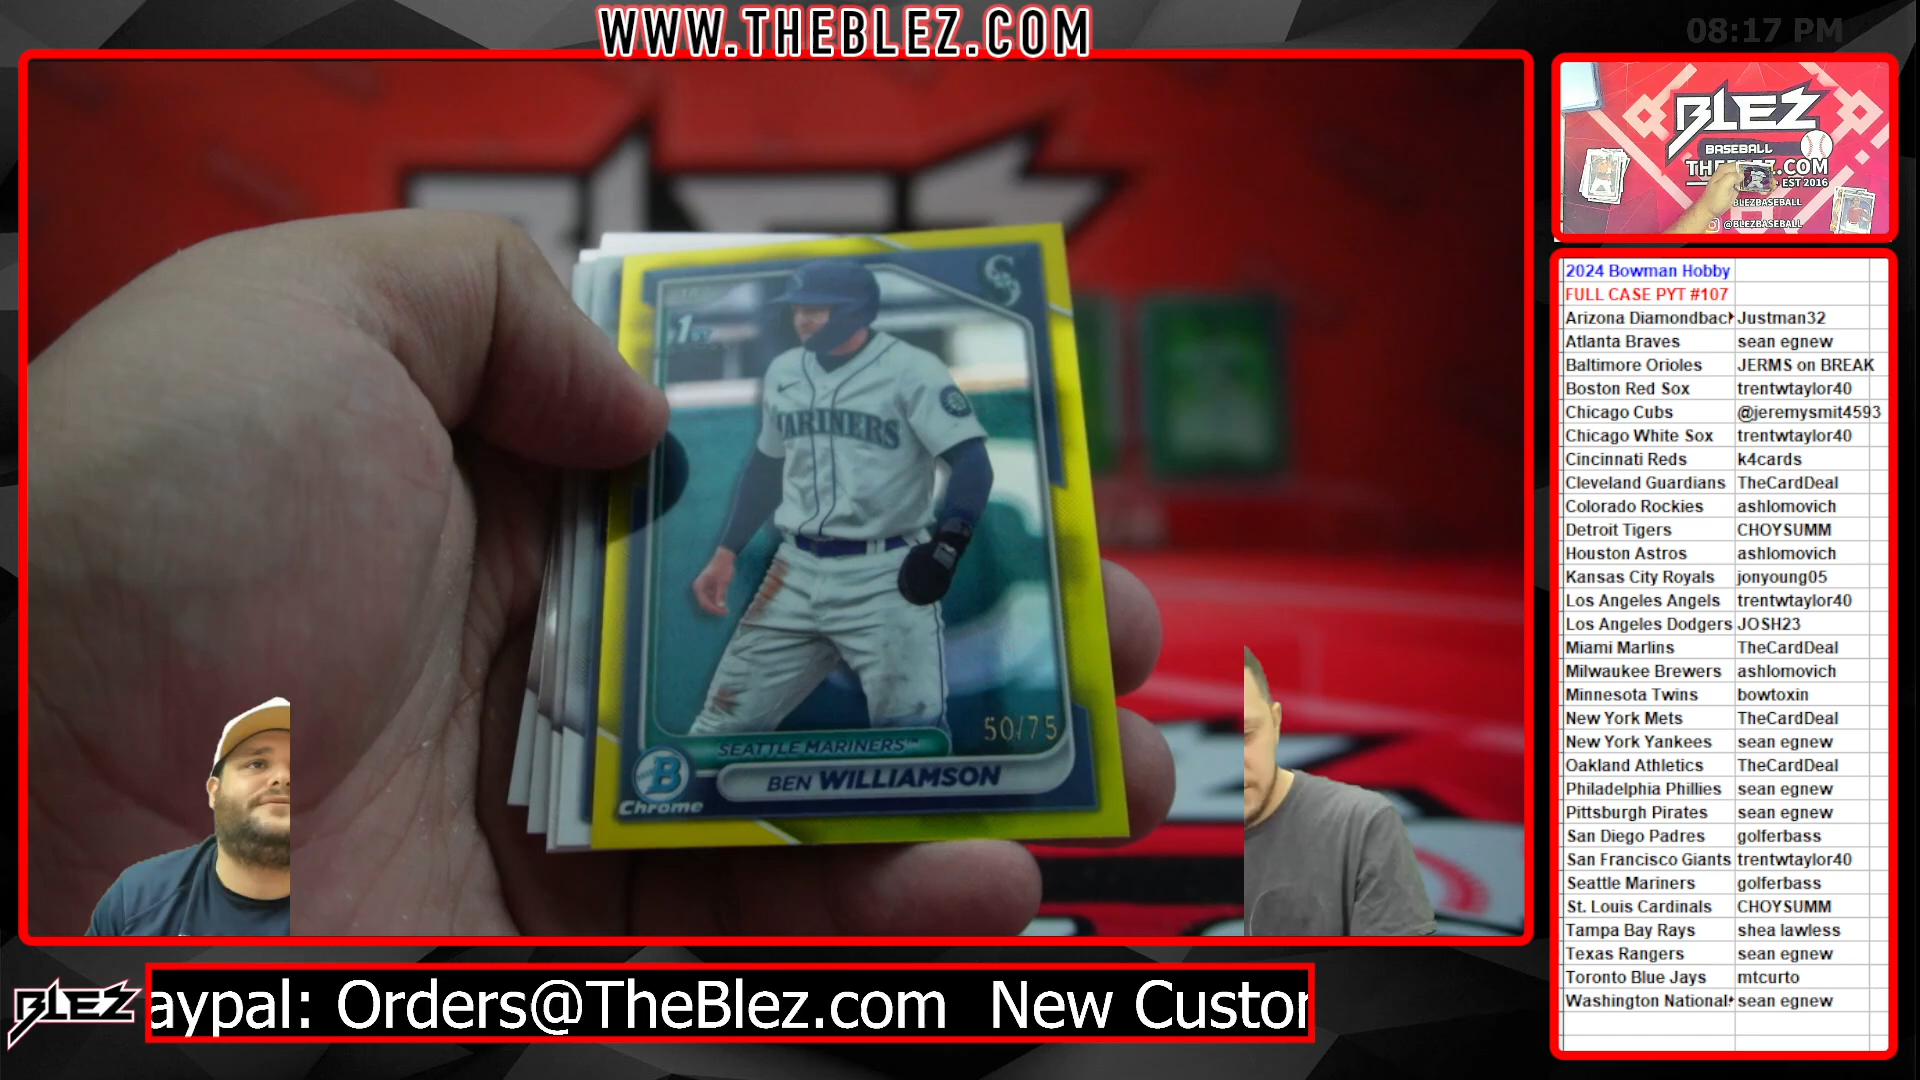 WWW.THEBLEZ.COM
08:17 PM
BLEZ
1st
MARINERS
50/75
SEATTLE MARINERS™
BEN WILLIAMSON
B
Chrome
BLEZ
BASEBALL
EST 2016
BLEZBASEBALL
@BLEZBASEBALL
2024 Bowman Hobby
FULL CASE PYT #107
Arizona Diamondback Justman32
Atlanta Braves sean egnew
Baltimore Orioles JERMS on BREAK
Boston Red Sox trentwtaylor40
Chicago Cubs @jeremysmit4593
Chicago White Sox trentwtaylor40
Cincinnati Reds k4cards
Cleveland Guardians TheCardDeal
Colorado Rockies ashlomovich
Detroit Tigers CHOYSUMM
Houston Astros ashlomovich
Kansas City Royals jonyoung05
Los Angeles Angels trentwtaylor40
Los Angeles Dodgers JOSH23
Miami Marlins TheCardDeal
Milwaukee Brewers ashlomovich
Minnesota Twins bowtoxin
New York Mets TheCardDeal
New York Yankees sean egnew
Oakland Athletics TheCardDeal
Philadelphia Phillies sean egnew
Pittsburgh Pirates sean egnew
San Diego Padres golferbass
San Francisco Giants trentwtaylor40
Seattle Mariners golferbass
St. Louis Cardinals CHOYSUMM
Tampa Bay Rays shea lawless
Texas Rangers sean egnew
Toronto Blue Jays mtcurto
Washington National sean egnew
BLEZ
aypal: Orders@TheBlez.com New Custor